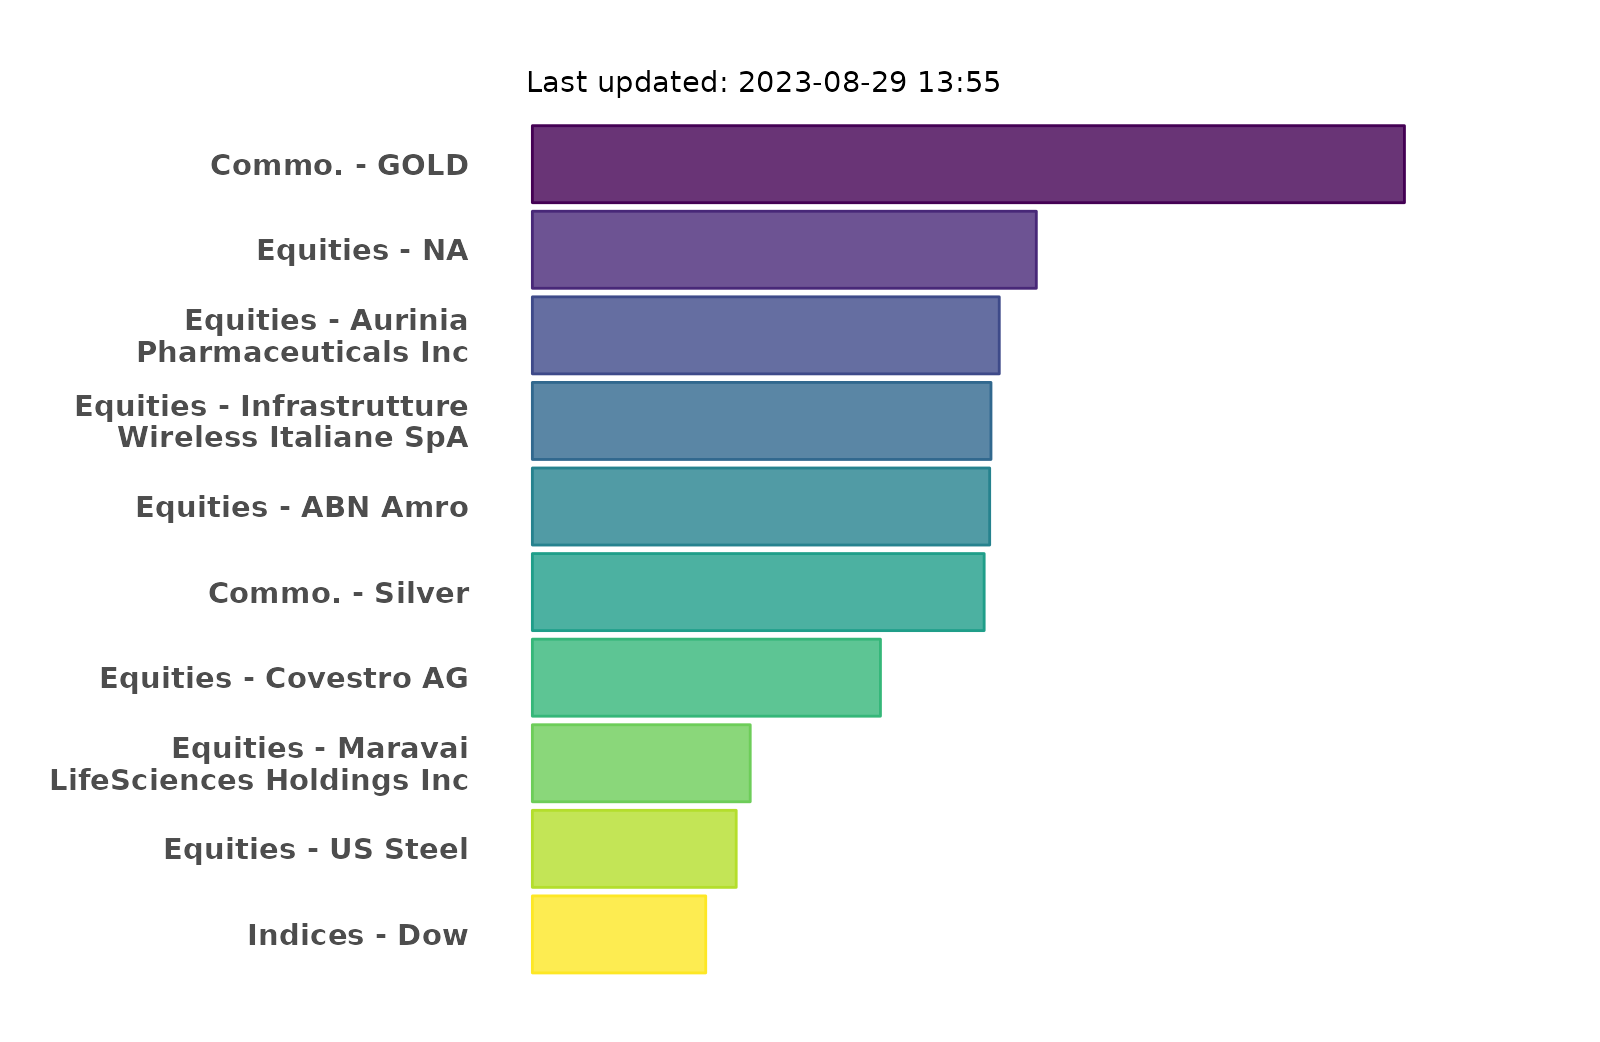 Last updated: 2023-08-29 13:55
Commo. - GOLD
Equities - NA
Equities - Aurinia
Pharmaceuticals Inc
Equities - Infrastrutture
Wireless Italiane SpA
Equities - ABN Amro
Commo. - Silver
Equities - Covestro AG
Equities - Maravai
LifeSciences Holdings Inc
Equities - US Steel
Indices - Dow